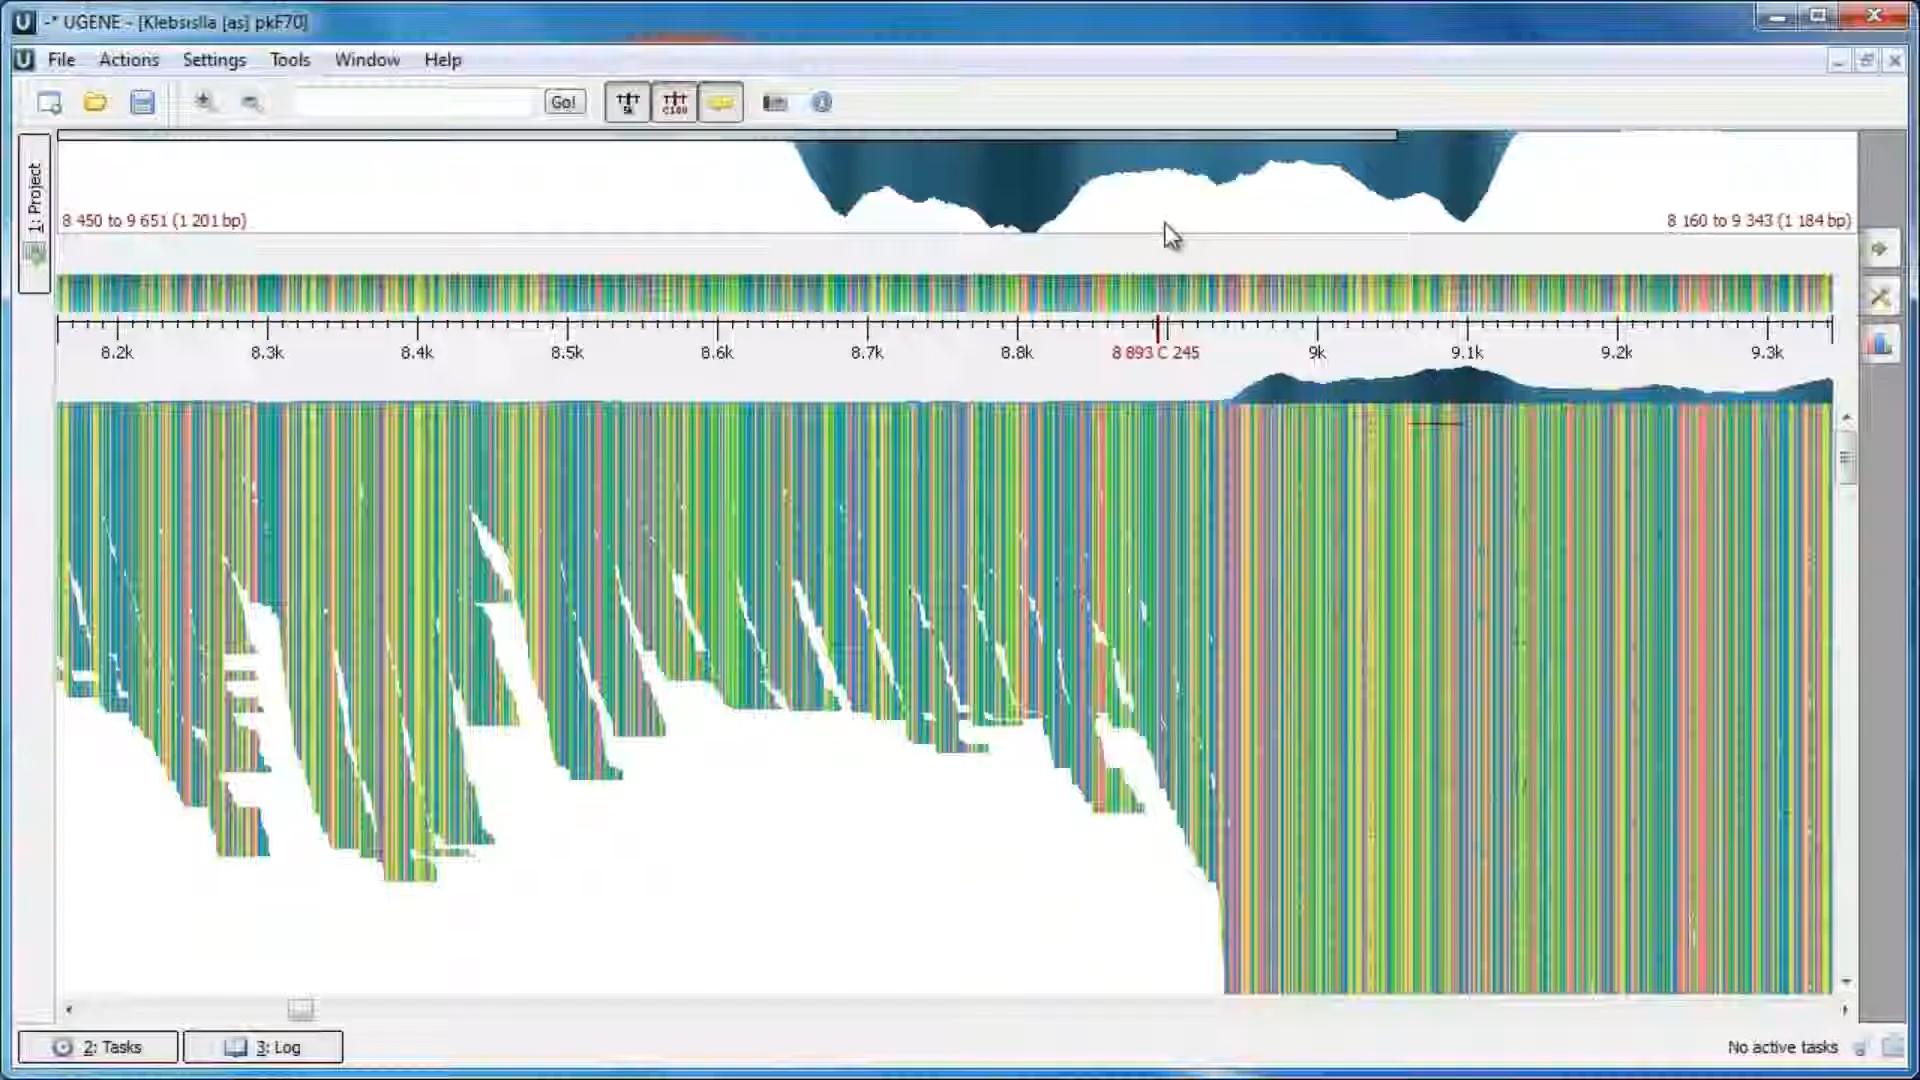 -* UGENE - [Klebsislla [as] pkF70]
File Actions Settings Tools Window Help
Go!
1: Project
8 450 to 9 651 (1 201 bp)
8 160 to 9 343 (1 184 bp)
8.2k 8.3k 8.4k 8.5k 8.6k 8.7k 8.8k 8 893 C 245 9k 9.1k 9.2k 9.3k
2: Tasks
3: Log
No active tasks